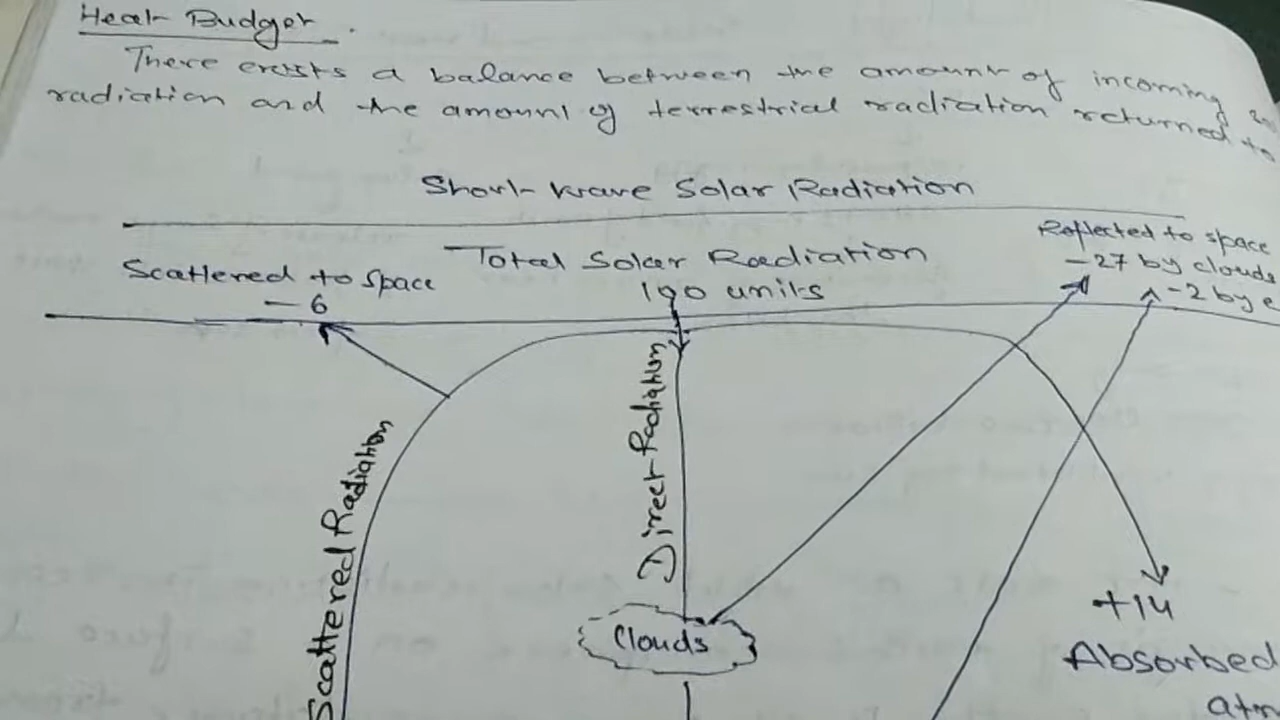 Heat Budget.
There exists a balance between the amount of incoming
radiation and the amount of terrestrial radiation returned to
Short-Wave Solar Radiation
Total Solar Radiation
100 units
Scattered to space
-6
Reflected to space
-27 by clouds
-2 by e
Scattered Radiation
Direct Radiation
Clouds
+14
Absorbed
atm